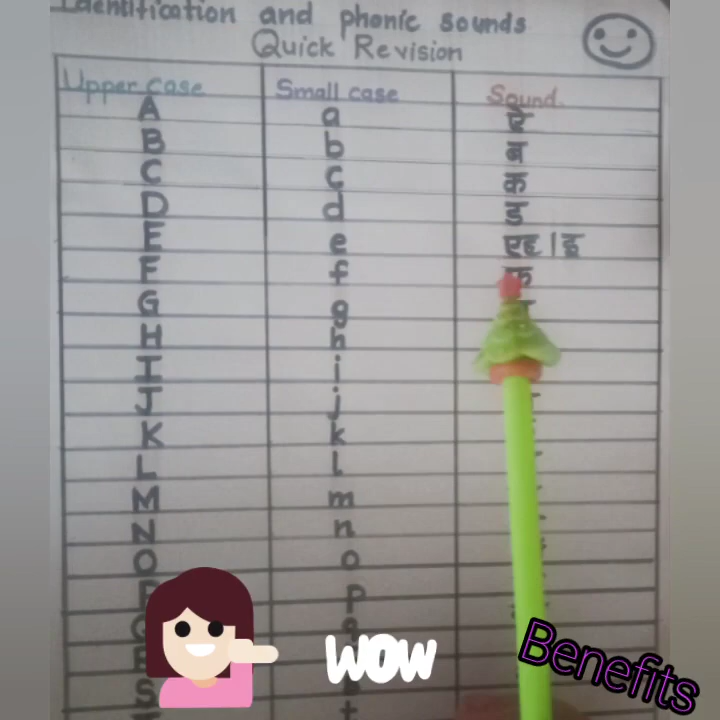 Identification and phonic sounds
Quick Revision
Upper case Small case Sound.
A a ऐ
B b ब
C c क
D d ड
E e एह | इ
F f फ
G g
H h
I i
J j
K k
L l
M m
N n
O o
P p
Q q
R
S
t
WOW
Benefits